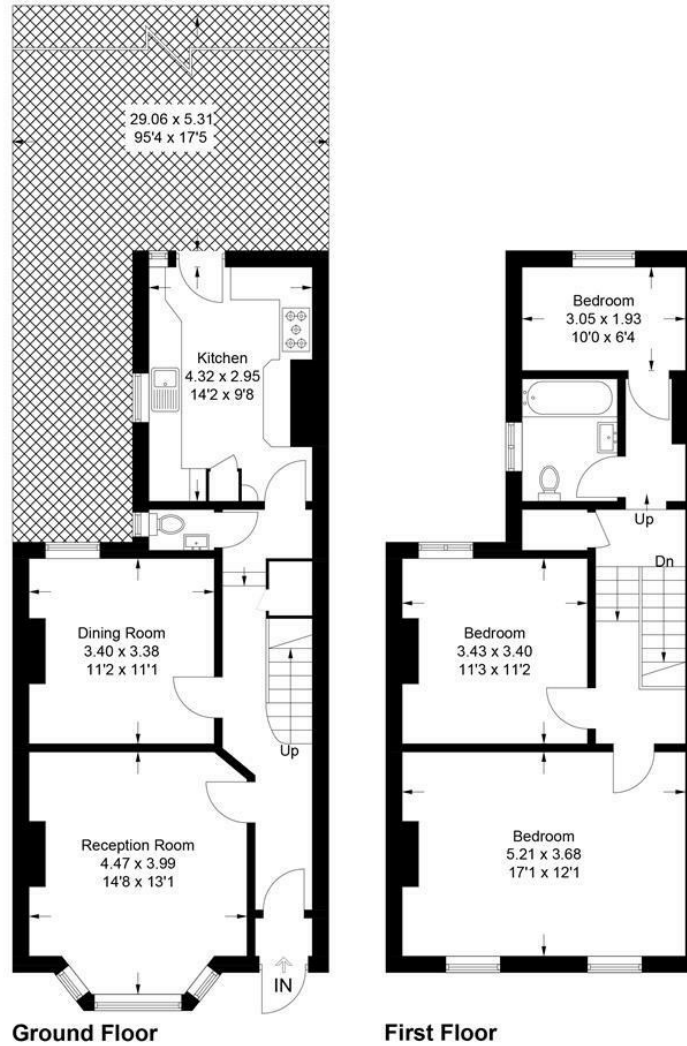 29.06 x 5.31
95'4 x 17'5
Kitchen
4.32 x 2.95
14'2 x 9'8
Dining Room
3.40 x 3.38
11'2 x 11'1
Up
Reception Room
4.47 x 3.99
14'8 x 13'1
IN
Ground Floor
Bedroom
3.05 x 1.93
10'0 x 6'4
Up
Dn
Bedroom
3.43 x 3.40
11'3 x 11'2
Bedroom
5.21 x 3.68
17'1 x 12'1
First Floor